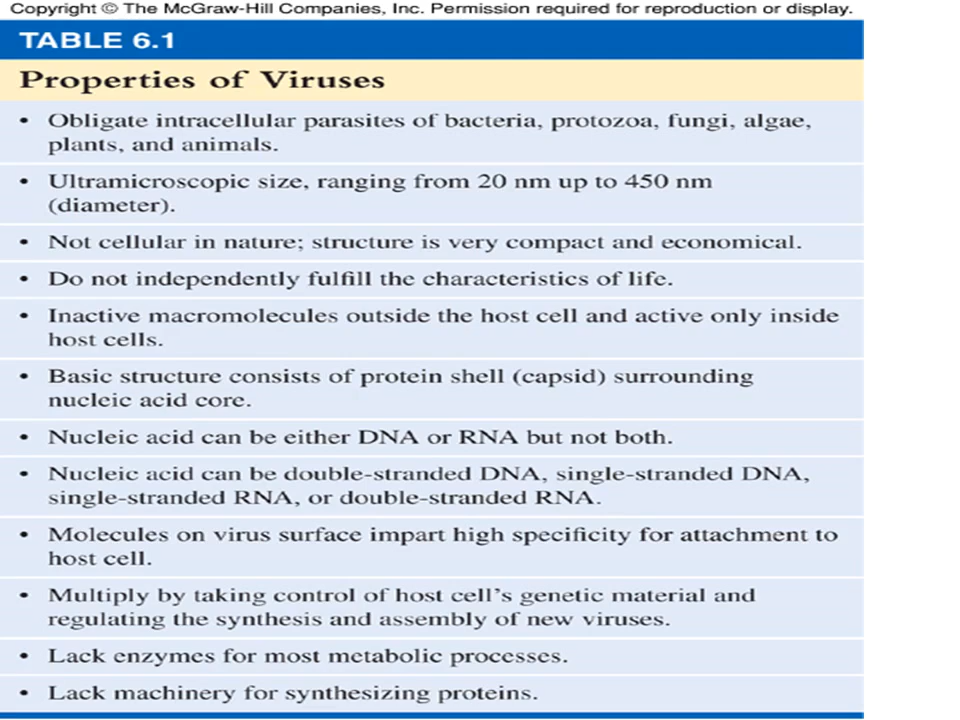 Copyright © The McGraw-Hill Companies, Inc. Permission required for reproduction or display.
TABLE 6.1
Properties of Viruses
• Obligate intracellular parasites of bacteria, protozoa, fungi, algae,
plants, and animals.
• Ultramicroscopic size, ranging from 20 nm up to 450 nm
(diameter).
• Not cellular in nature; structure is very compact and economical.
• Do not independently fulfill the characteristics of life.
• Inactive macromolecules outside the host cell and active only inside
host cells.
• Basic structure consists of protein shell (capsid) surrounding
nucleic acid core.
• Nucleic acid can be either DNA or RNA but not both.
• Nucleic acid can be double-stranded DNA, single-stranded DNA,
single-stranded RNA, or double-stranded RNA.
• Molecules on virus surface impart high specificity for attachment to
host cell.
• Multiply by taking control of host cell’s genetic material and
regulating the synthesis and assembly of new viruses.
• Lack enzymes for most metabolic processes.
• Lack machinery for synthesizing proteins.